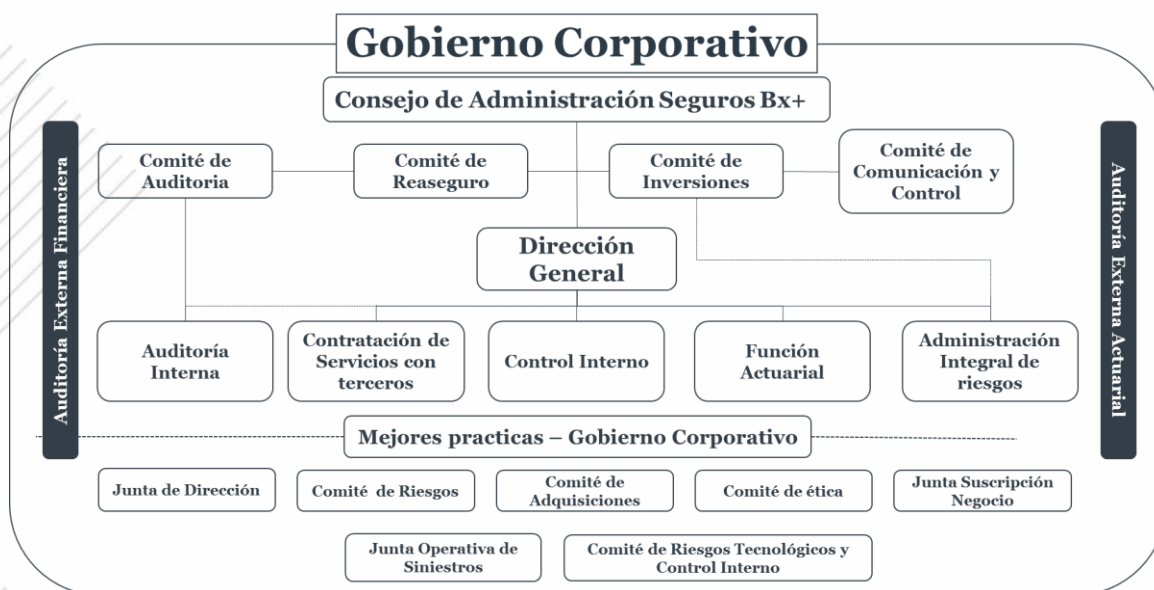 Gobierno Corporativo
Consejo de Administración Seguros Bx+
Auditoría Externa Financiera
Comité de
Auditoria
Comité de
Reaseguro
Comité de
Inversiones
Comité de
Comunicación y
Control
Auditoría Externa Actuarial
Dirección
General
Auditoría
Interna
Contratación de
Servicios con
terceros
Control Interno
Función
Actuarial
Administración
Integral de
riesgos
Mejores practicas – Gobierno Corporativo
Junta de Dirección
Comité de Riesgos
Comité de
Adquisiciones
Comité de ética
Junta Suscripción
Negocio
Junta Operativa de
Siniestros
Comité de Riesgos Tecnológicos y
Control Interno